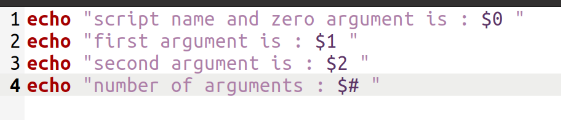 1 echo "script name and zero argument is : $0 "
2 echo "first argument is : $1 "
3 echo "second argument is : $2 "
4 echo "number of arguments : $# "